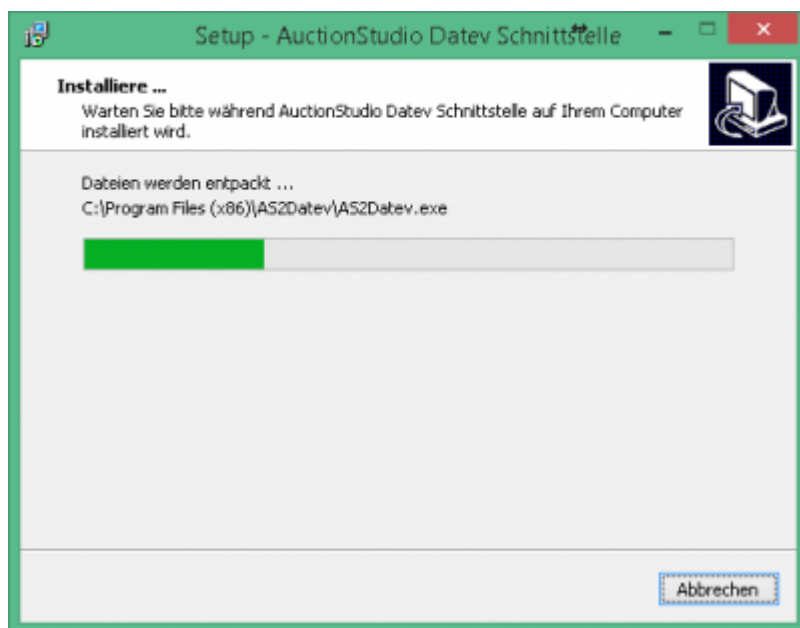 Setup - AuctionStudio Datev Schnittstelle
Installiere ...
Warten Sie bitte während AuctionStudio Datev Schnittstelle auf Ihrem Computer
installiert wird.
Dateien werden entpackt ...
C:\Program Files (x86)\AS2Datev\AS2Datev.exe
Abbrechen